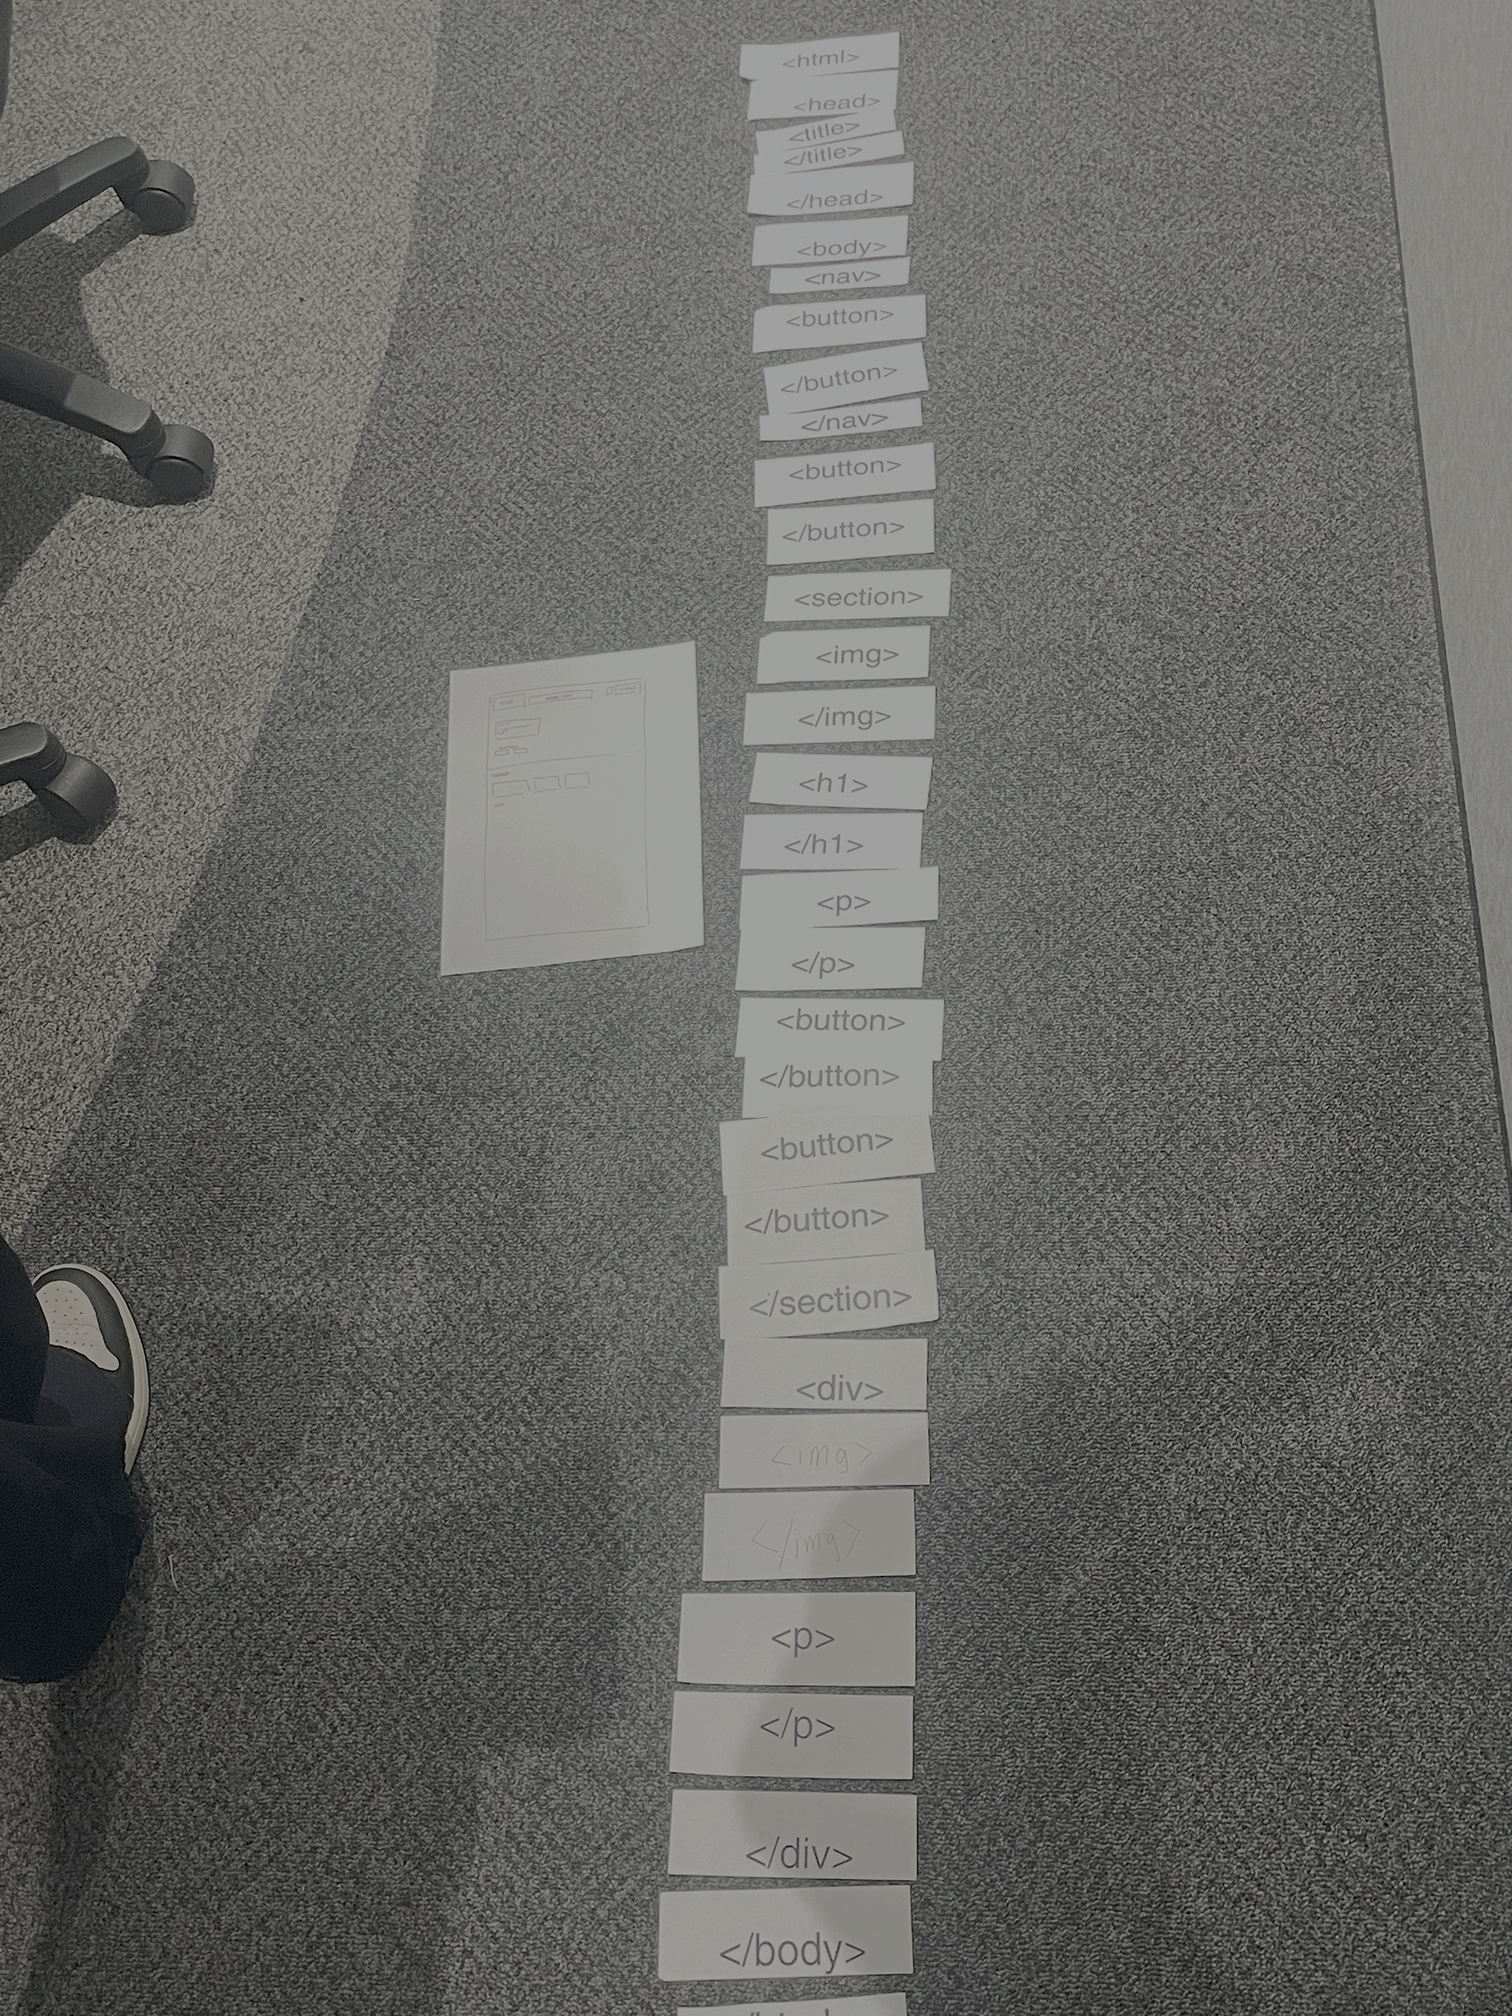 <html>
<head>
<title>
</title>
</head>
<body>
<nav>
<button>
</button>
</nav>
<button>
</button>
<section>
<img>
</img>
<h1>
</h1>
<p>
</p>
<button>
</button>
<button>
</button>
</section>
<div>
<img>
</img>
<p>
</p>
</div>
</body>